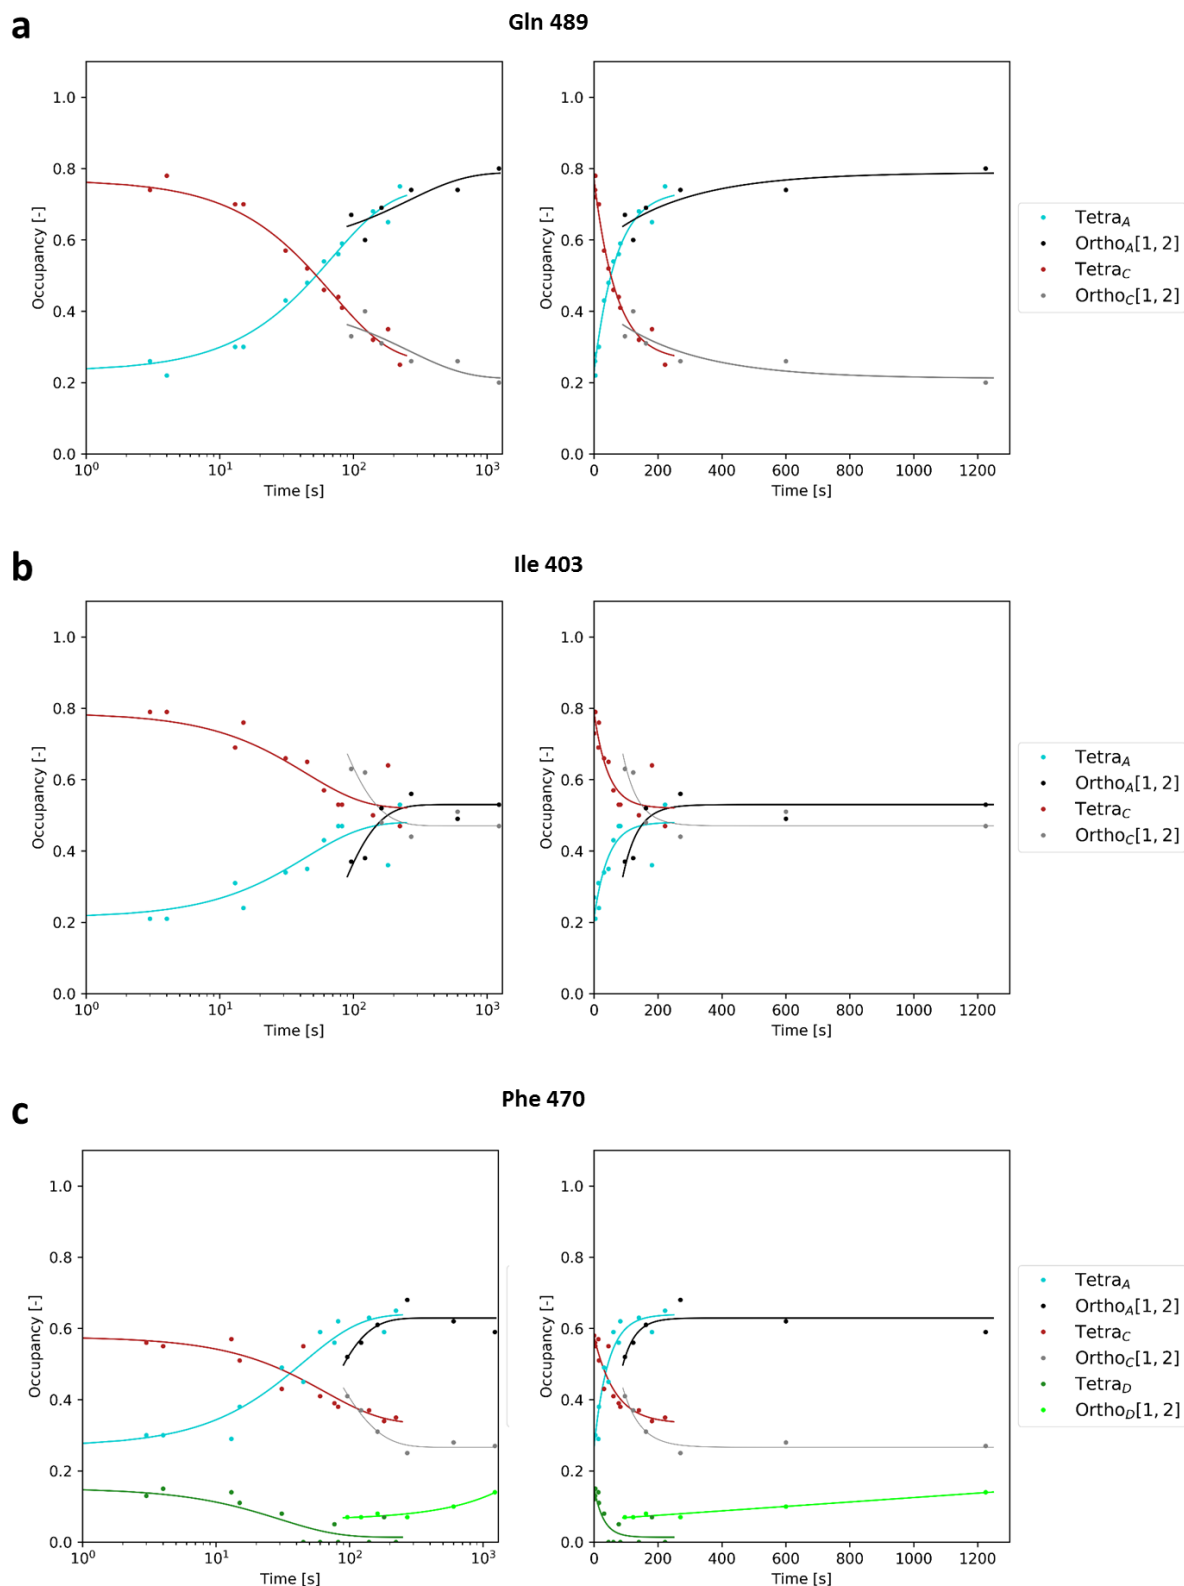 a
Gln 489
1.0
0.8
0.6
0.4
0.2
0.0
Occupancy [-]
10⁰
10¹
10²
10³
Time [s]
Occupancy [-]
1.0
0.8
0.6
0.4
0.2
0.0
0
200
400
600
800
1000
1200
Time [s]
Tetra_A
Ortho_A[1, 2]
Tetra_C
Ortho_C[1, 2]
b
Ile 403
1.0
0.8
0.6
0.4
0.2
0.0
Occupancy [-]
10⁰
10¹
10²
10³
Time [s]
Occupancy [-]
1.0
0.8
0.6
0.4
0.2
0.0
0
200
400
600
800
1000
1200
Time [s]
Tetra_A
Ortho_A[1, 2]
Tetra_C
Ortho_C[1, 2]
c
Phe 470
1.0
0.8
0.6
0.4
0.2
0.0
Occupancy [-]
10⁰
10¹
10²
10³
Time [s]
Occupancy [-]
1.0
0.8
0.6
0.4
0.2
0.0
0
200
400
600
800
1000
1200
Time [s]
Tetra_A
Ortho_A[1, 2]
Tetra_C
Ortho_C[1, 2]
Tetra_D
Ortho_D[1, 2]